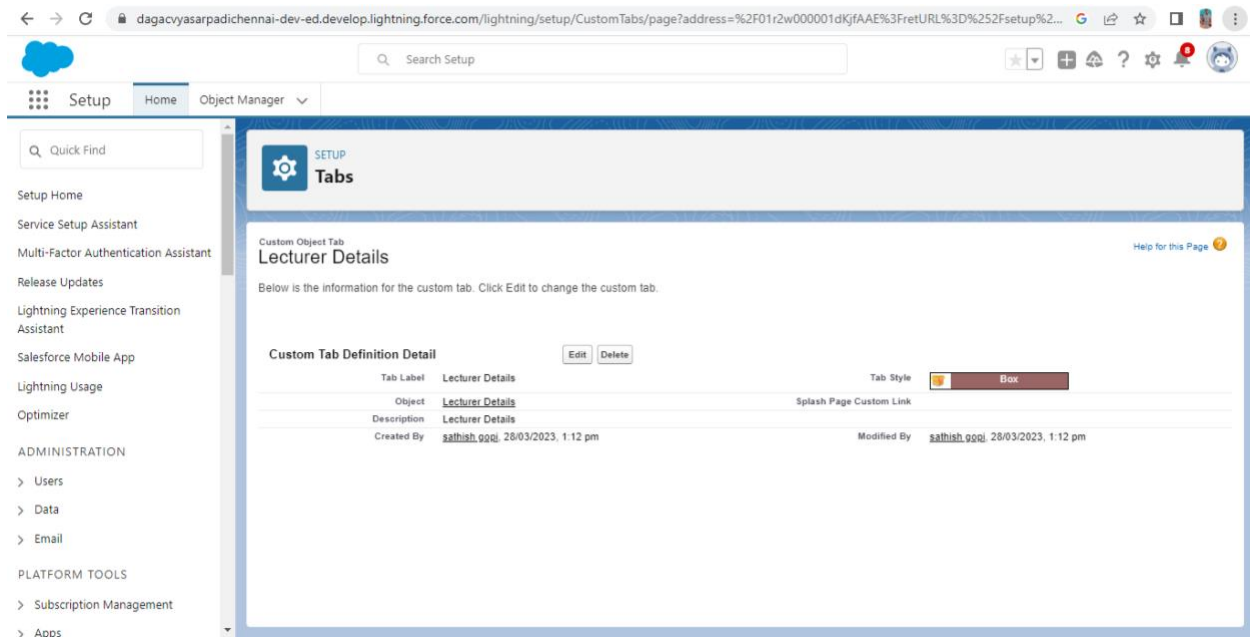 dagacvyasarpadichennai-dev-ed.develop.lightning.force.com/lightning/setup/CustomTabs/page?address=%2F01r2w000001dKjfAAE%3FretURL%3D%252Fsetup%2...
Search Setup
8
Setup
Home
Object Manager
Quick Find
Setup Home
Service Setup Assistant
Multi-Factor Authentication Assistant
Release Updates
Lightning Experience Transition
Assistant
Salesforce Mobile App
Lightning Usage
Optimizer
ADMINISTRATION
Users
Data
Email
PLATFORM TOOLS
Subscription Management
Apps
SETUP
Tabs
Custom Object Tab
Lecturer Details
Help for this Page
Below is the information for the custom tab. Click Edit to change the custom tab.
Custom Tab Definition Detail Edit Delete
Tab Label Lecturer Details Tab Style Box
Object Lecturer Details Splash Page Custom Link
Description Lecturer Details
Created By sathish gopi, 28/03/2023, 1:12 pm Modified By sathish gopi, 28/03/2023, 1:12 pm